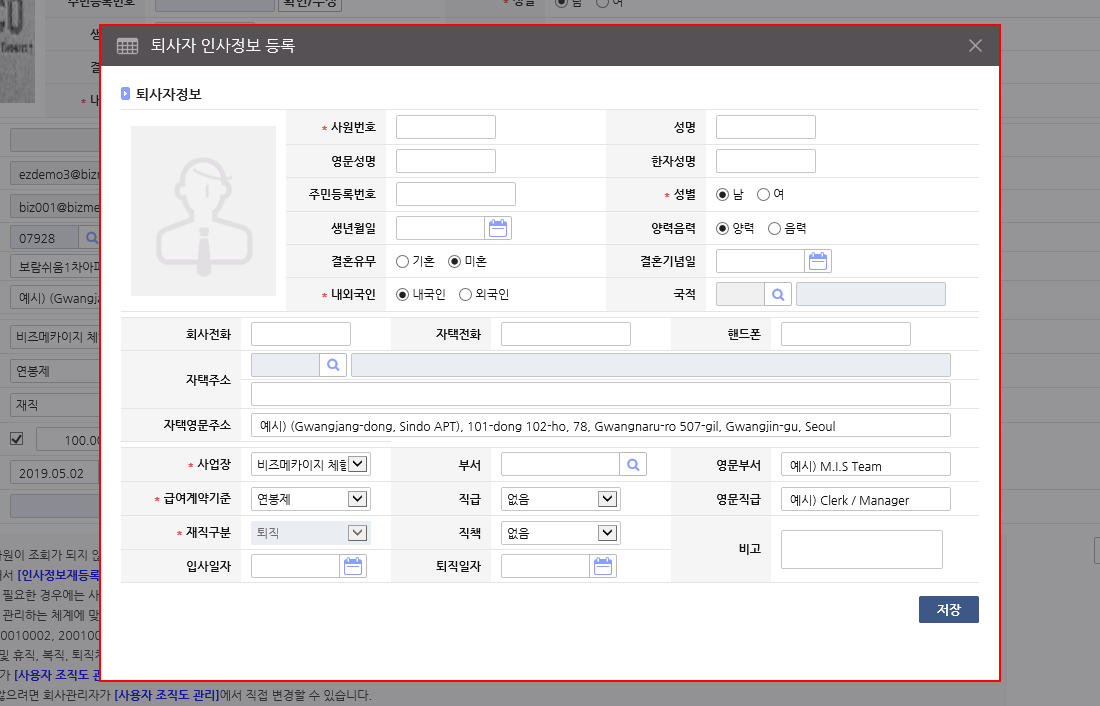 주민등록번호 확인/수정 * 성별 남 여
퇴사자 인사정보 등록
퇴사자정보
* 사원번호 성명
영문성명 한자성명
주민등록번호 * 성별 남 여
생년월일 양력음력 양력 음력
결혼유무 기혼 미혼 결혼기념일
* 내외국인 내국인 외국인 국적
회사전화 자택전화 핸드폰
자택주소
자택영문주소 예시) (Gwangjang-dong, Sindo APT), 101-dong 102-ho, 78, Gwangnaru-ro 507-gil, Gwangjin-gu, Seoul
* 사업장 비즈메카이지 체험 부서 영문부서 예시) M.I.S Team
* 급여계약기준 연봉제 직급 없음 영문직급 예시) Clerk / Manager
* 재직구분 퇴직 직책 없음 비고
입사일자 퇴직일자
저장
생
결
* 내
ezdemo3@bizm
biz001@bizme
07928
보람쉬움1차아파
예시) (Gwangja
비즈메카이지 체
연봉제
재직
100.00
2019.05.02
사원이 조회가 되지 않
에서 [인사정보재등록
필요한 경우에는 사
관리하는 체계에 맞
0010002, 200100
및 휴직, 복직, 퇴직
가 [사용자 조직도 관
않으려면 회사관리자가 [사용자 조직도 관리]에서 직접 변경할 수 있습니다.